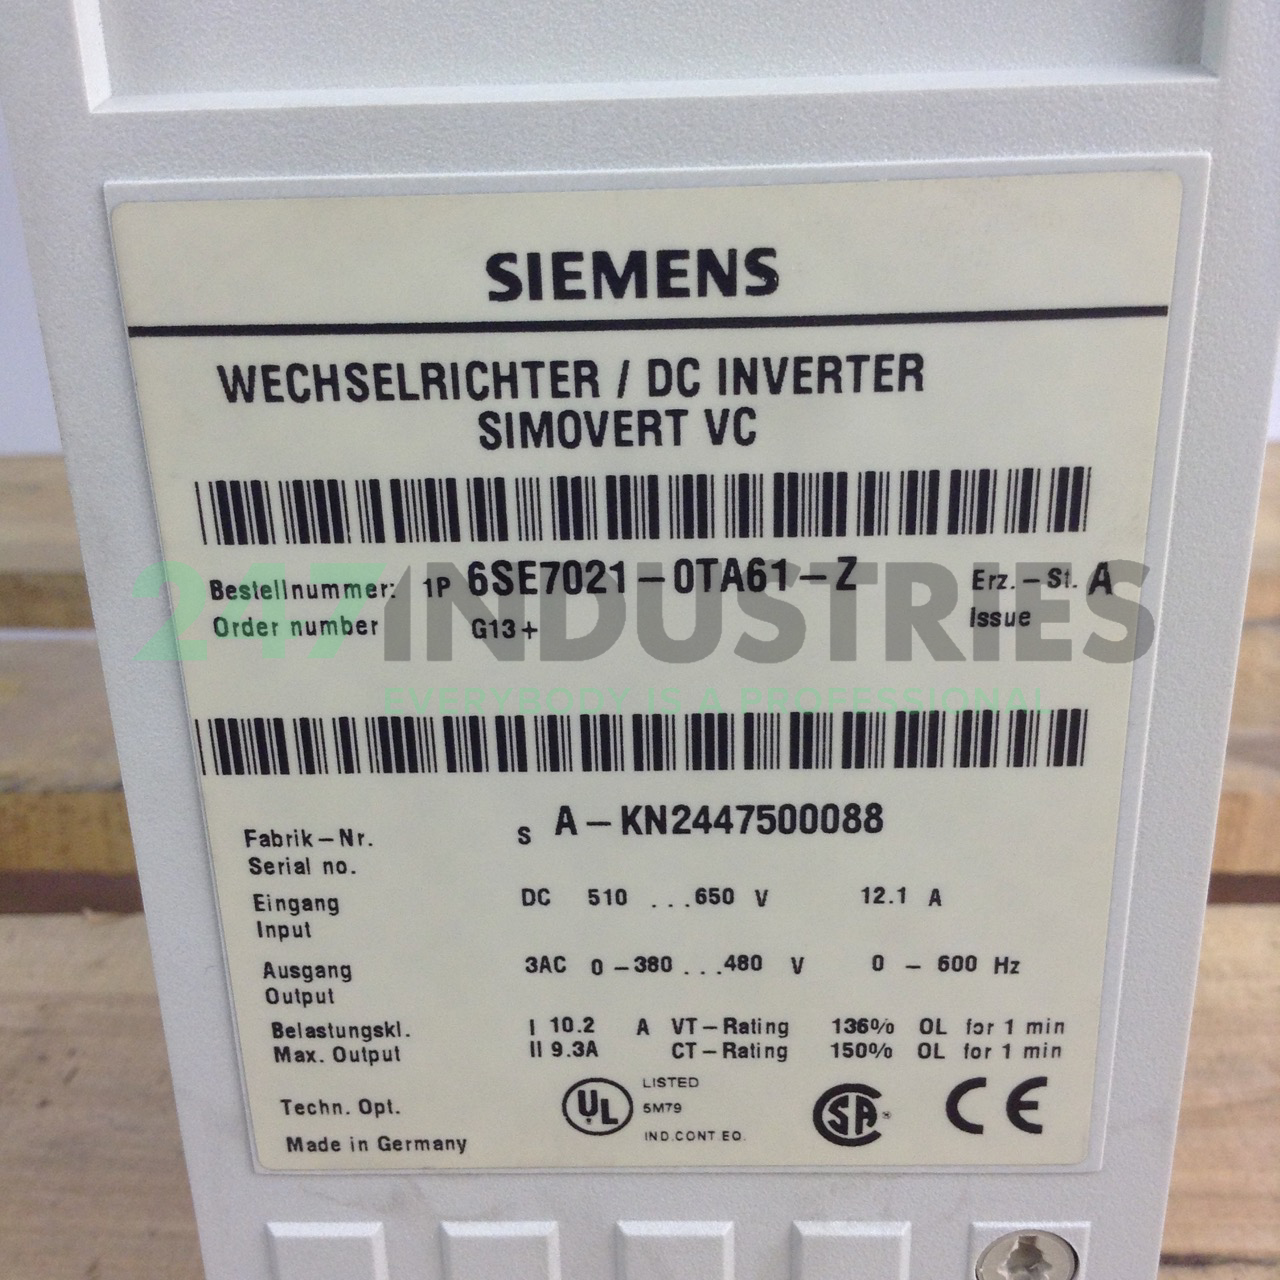 SIEMENS
WECHSELRICHTER / DC INVERTER
SIMOVERT VC
Bestellnummer: 1P 6SE7021-0TA61-Z Erz.-St. A
Order number G13+ Issue
247INDUSTRIES
EVERYBODY IS A PROFESSIONAL
Fabrik-Nr. S A-KN2447500088
Serial no.
Eingang DC 510 ...650 V 12.1 A
Input
Ausgang 3AC 0-380 ...480 V 0 - 600 Hz
Output
Belastungskl. I 10.2 A VT-Rating 136% OL for 1 min
Max. Output II 9.3A CT-Rating 150% OL for 1 min
Techn. Opt.
Made in Germany
UL LISTED
5M79
IND.CONT.EQ.
SA
CE